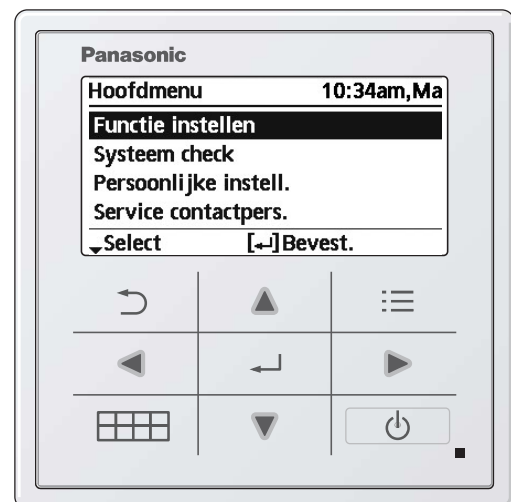 Panasonic
Hoofdmenu 10:34am,Ma
Functie instellen
Systeem check
Persoonlijke instell.
Service contactpers.
Select [↵]Bevest.